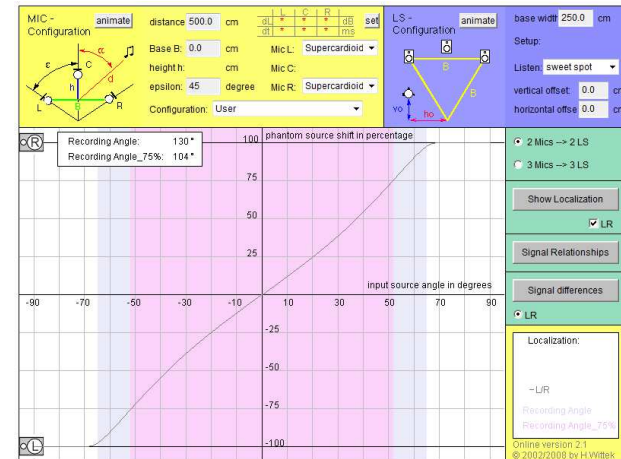 MIC - Configuration animate
distance 500.0 cm
L C R
dL * * * dB set
dt * * * ms
Base B: 0.0 cm Mic L: Supercardioid
height h: cm Mic C:
epsilon: 45 degree Mic R: Supercardioid
Configuration: User
ε α C d h L B R
LS - Configuration animate
B
B B
yo ho
base width 250.0 cm
Setup:
Listen: sweet spot
vertical offset: 0.0 cr
horizontal offse 0.0 cr
R
Recording Angle: 130 °
Recording Angle_75%: 104 °
100 phantom source shift in percentage
75
50
25
input source angle in degrees
-90 -70 -50 -30 -10 10 30 50 70 90
-25
-50
-75
-100
L
2 Mics --> 2 LS
3 Mics --> 3 LS
Show Localization
LR
Signal Relationships
Signal differences
LR
Localization:
- L/R
Recording Angle
Recording Angle_75%
Online version 2.1
© 2002/2008 by H.Wittek